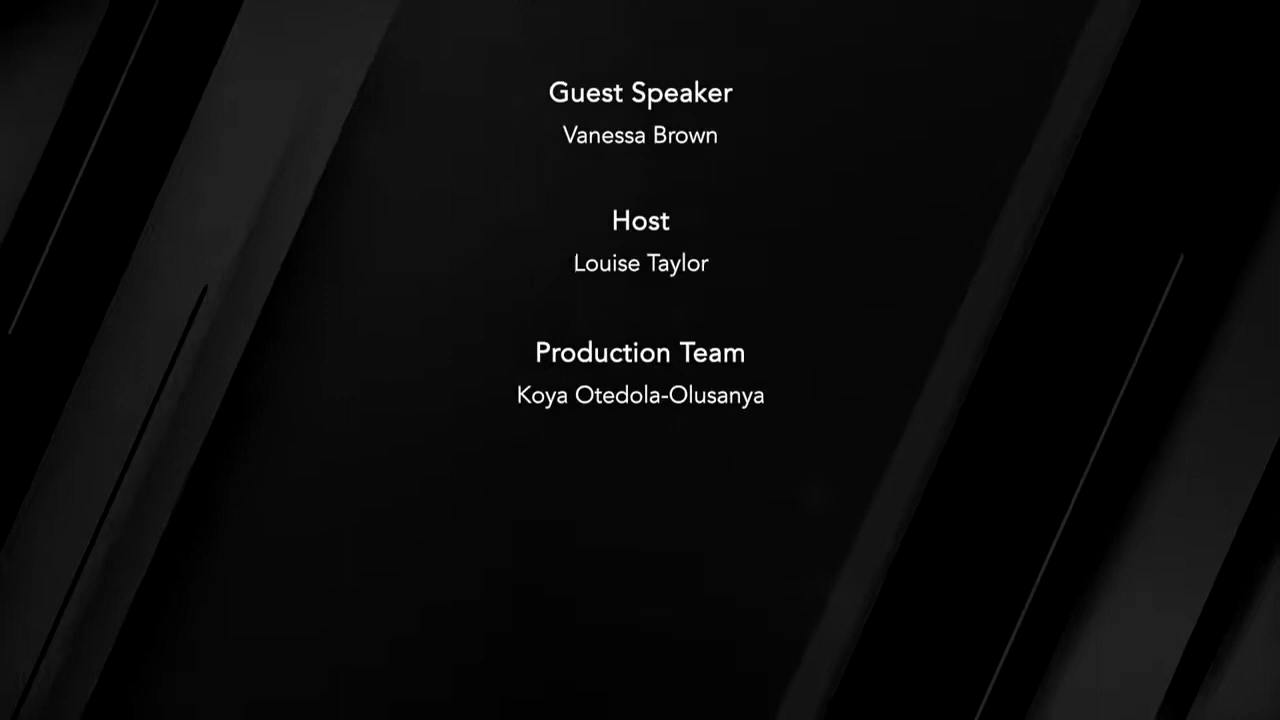 Guest Speaker
Vanessa Brown
Host
Louise Taylor
Production Team
Koya Otedola-Olusanya